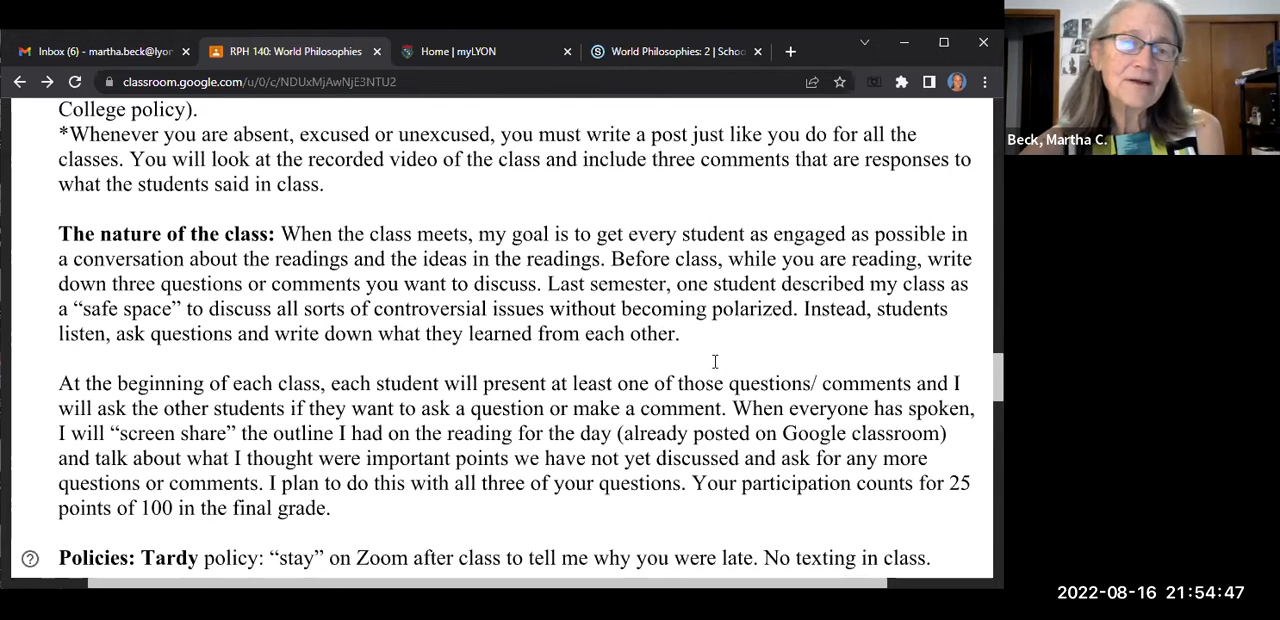 Inbox (6) - martha.beck@lyor
RPH 140: World Philosophies
Home | myLYON
World Philosophies: 2 | Schoo
classroom.google.com/u/0/c/NDUxMjAwNjE3NTU2
Beck, Martha C.
College policy).
*Whenever you are absent, excused or unexcused, you must write a post just like you do for all the
classes. You will look at the recorded video of the class and include three comments that are responses to
what the students said in class.
The nature of the class: When the class meets, my goal is to get every student as engaged as possible in
a conversation about the readings and the ideas in the readings. Before class, while you are reading, write
down three questions or comments you want to discuss. Last semester, one student described my class as
a “safe space” to discuss all sorts of controversial issues without becoming polarized. Instead, students
listen, ask questions and write down what they learned from each other.
At the beginning of each class, each student will present at least one of those questions/ comments and I
will ask the other students if they want to ask a question or make a comment. When everyone has spoken,
I will “screen share” the outline I had on the reading for the day (already posted on Google classroom)
and talk about what I thought were important points we have not yet discussed and ask for any more
questions or comments. I plan to do this with all three of your questions. Your participation counts for 25
points of 100 in the final grade.
Policies: Tardy policy: “stay” on Zoom after class to tell me why you were late. No texting in class.
2022-08-16 21:54:47